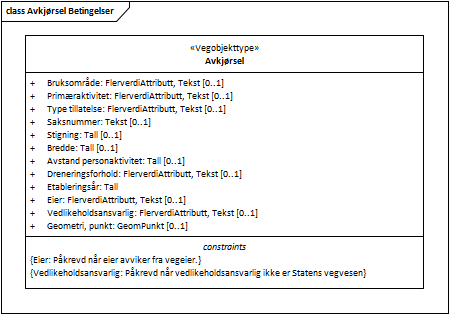 class Avkjørsel Betingelser
«Vegobjekttype»
Avkjørsel
+ Bruksområde: FlerverdiAttributt, Tekst [0..1]
+ Primæraktivitet: FlerverdiAttributt, Tekst [0..1]
+ Type tillatelse: FlerverdiAttributt, Tekst [0..1]
+ Saksnummer: Tekst [0..1]
+ Stigning: Tall [0..1]
+ Bredde: Tall [0..1]
+ Avstand personaktivitet: Tall [0..1]
+ Dreneringsforhold: FlerverdiAttributt, Tekst [0..1]
+ Etableringsår: Tall
+ Eier: FlerverdiAttributt, Tekst [0..1]
+ Vedlikeholdsansvarlig: FlerverdiAttributt, Tekst [0..1]
+ Geometri, punkt: GeomPunkt [0..1]
constraints
{Eier: Påkrevd når eier avviker fra vegeier.}
{Vedlikeholdsansvarlig: Påkrevd når vedlikeholdsansvarlig ikke er Statens vegvesen}